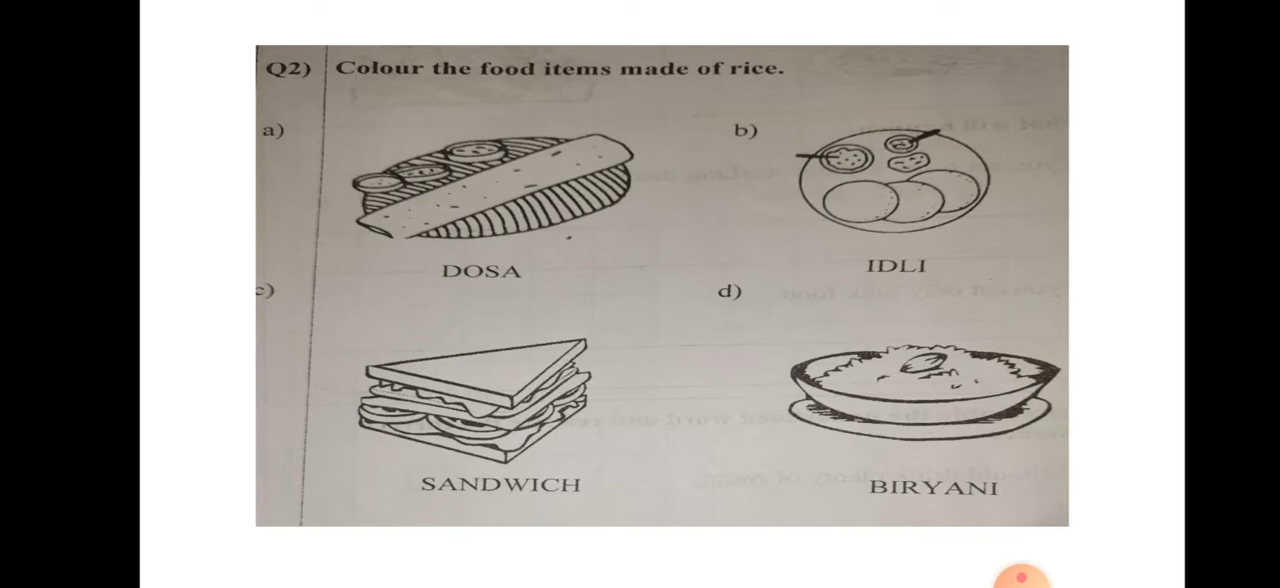 Q2) Colour the food items made of rice.
a)
b)
DOSA
IDLI
c)
d)
SANDWICH
BIRYANI